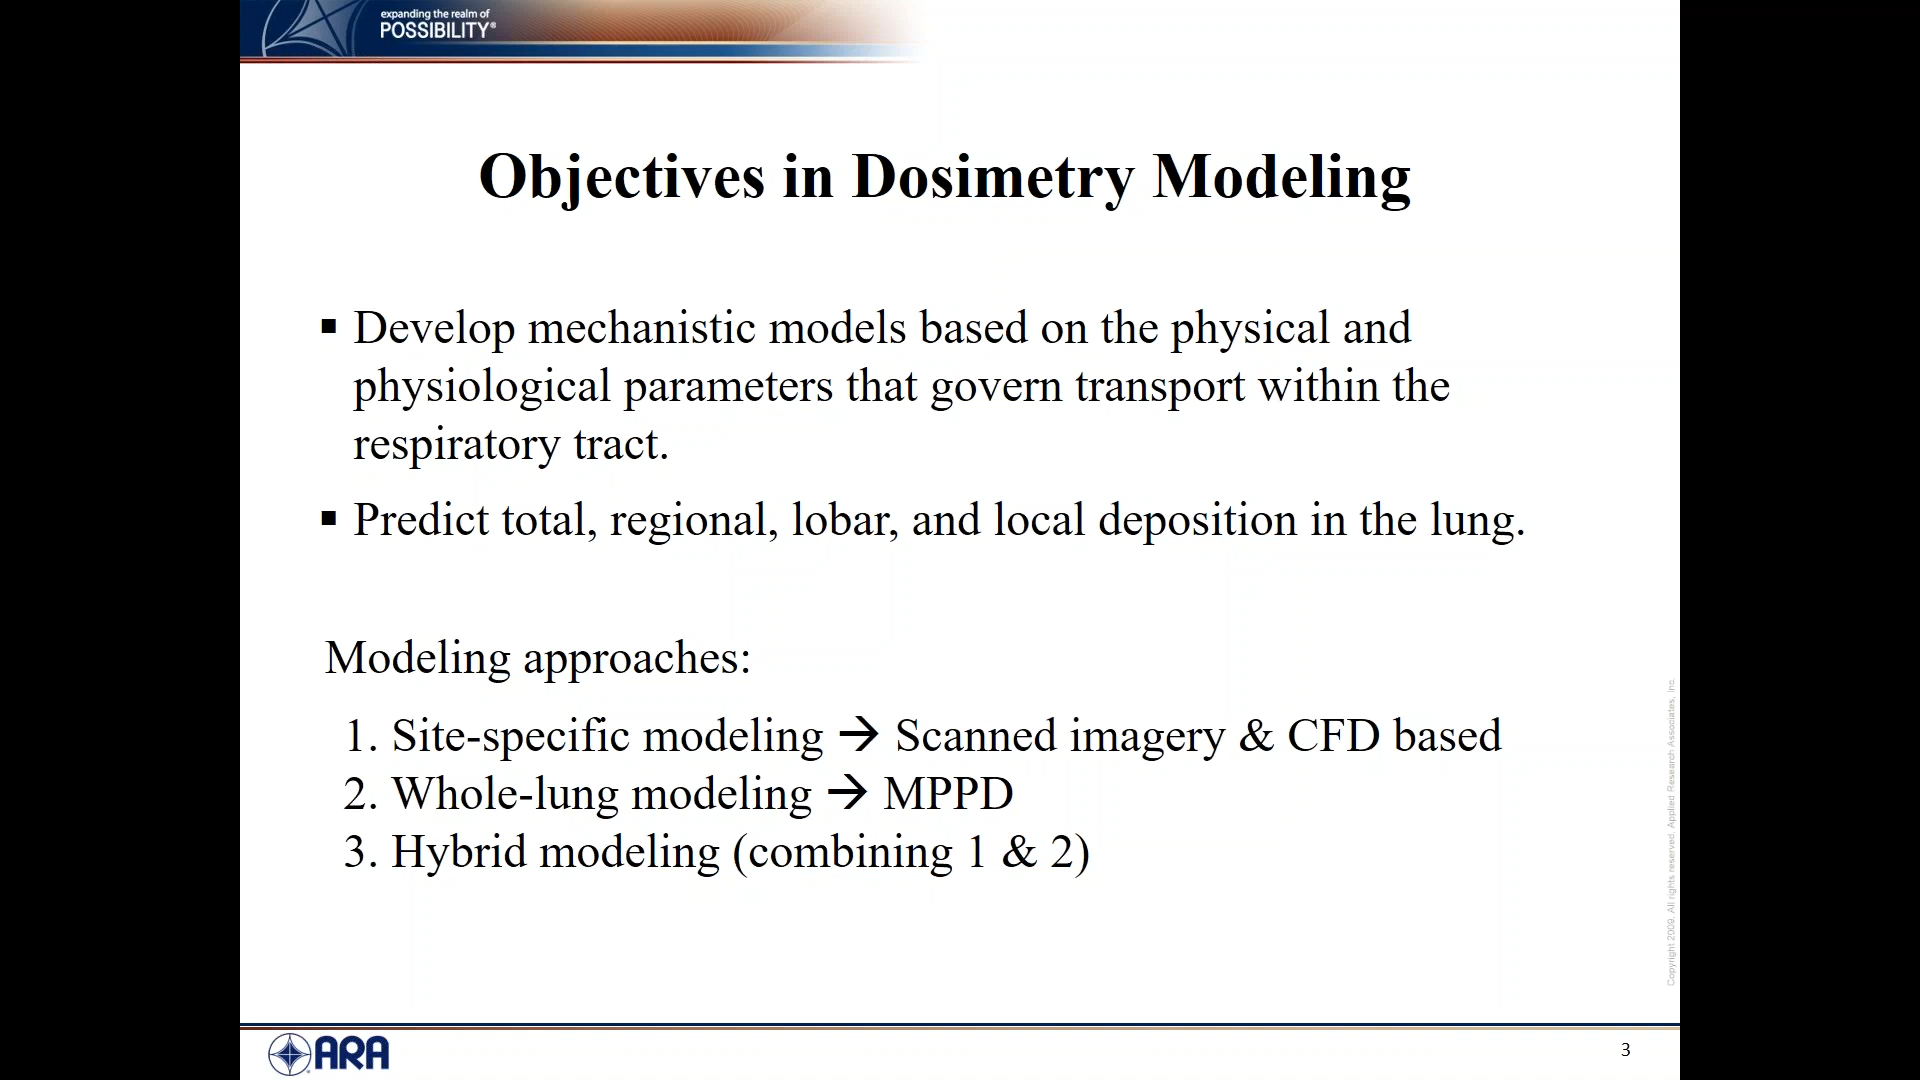 expanding the realm of
POSSIBILITY®
Objectives in Dosimetry Modeling
▪ Develop mechanistic models based on the physical and
physiological parameters that govern transport within the
respiratory tract.
▪ Predict total, regional, lobar, and local deposition in the lung.
Modeling approaches:
1. Site-specific modeling → Scanned imagery & CFD based
2. Whole-lung modeling → MPPD
3. Hybrid modeling (combining 1 & 2)
Copyright 2009. All rights reserved. Applied Research Associates, Inc.
ARA
3